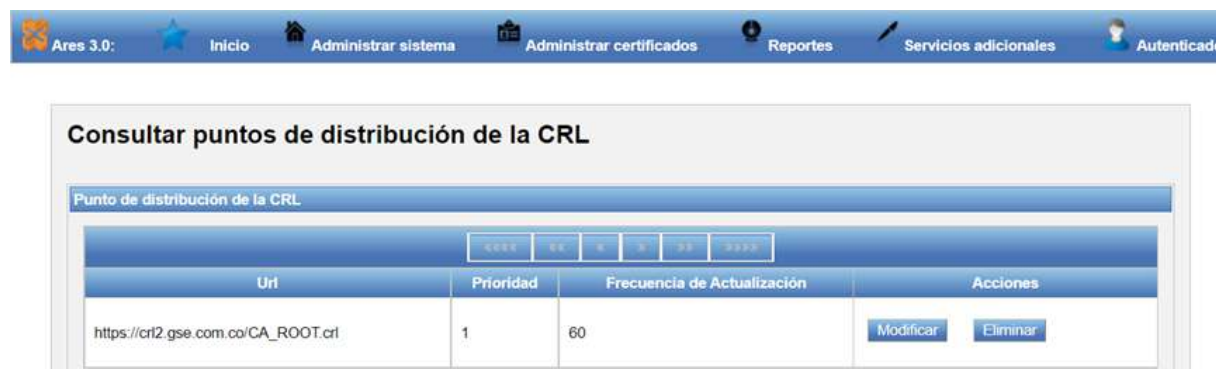 Ares 3.0: Inicio Administrar sistema Administrar certificados Reportes Servicios adicionales Autenticado
Consultar puntos de distribución de la CRL
Punto de distribución de la CRL
<<<< << < > >> >>>>
Url Prioridad Frecuencia de Actualización Acciones
https://crl2.gse.com.co/CA_ROOT.crl 1 60 Modificar Eliminar